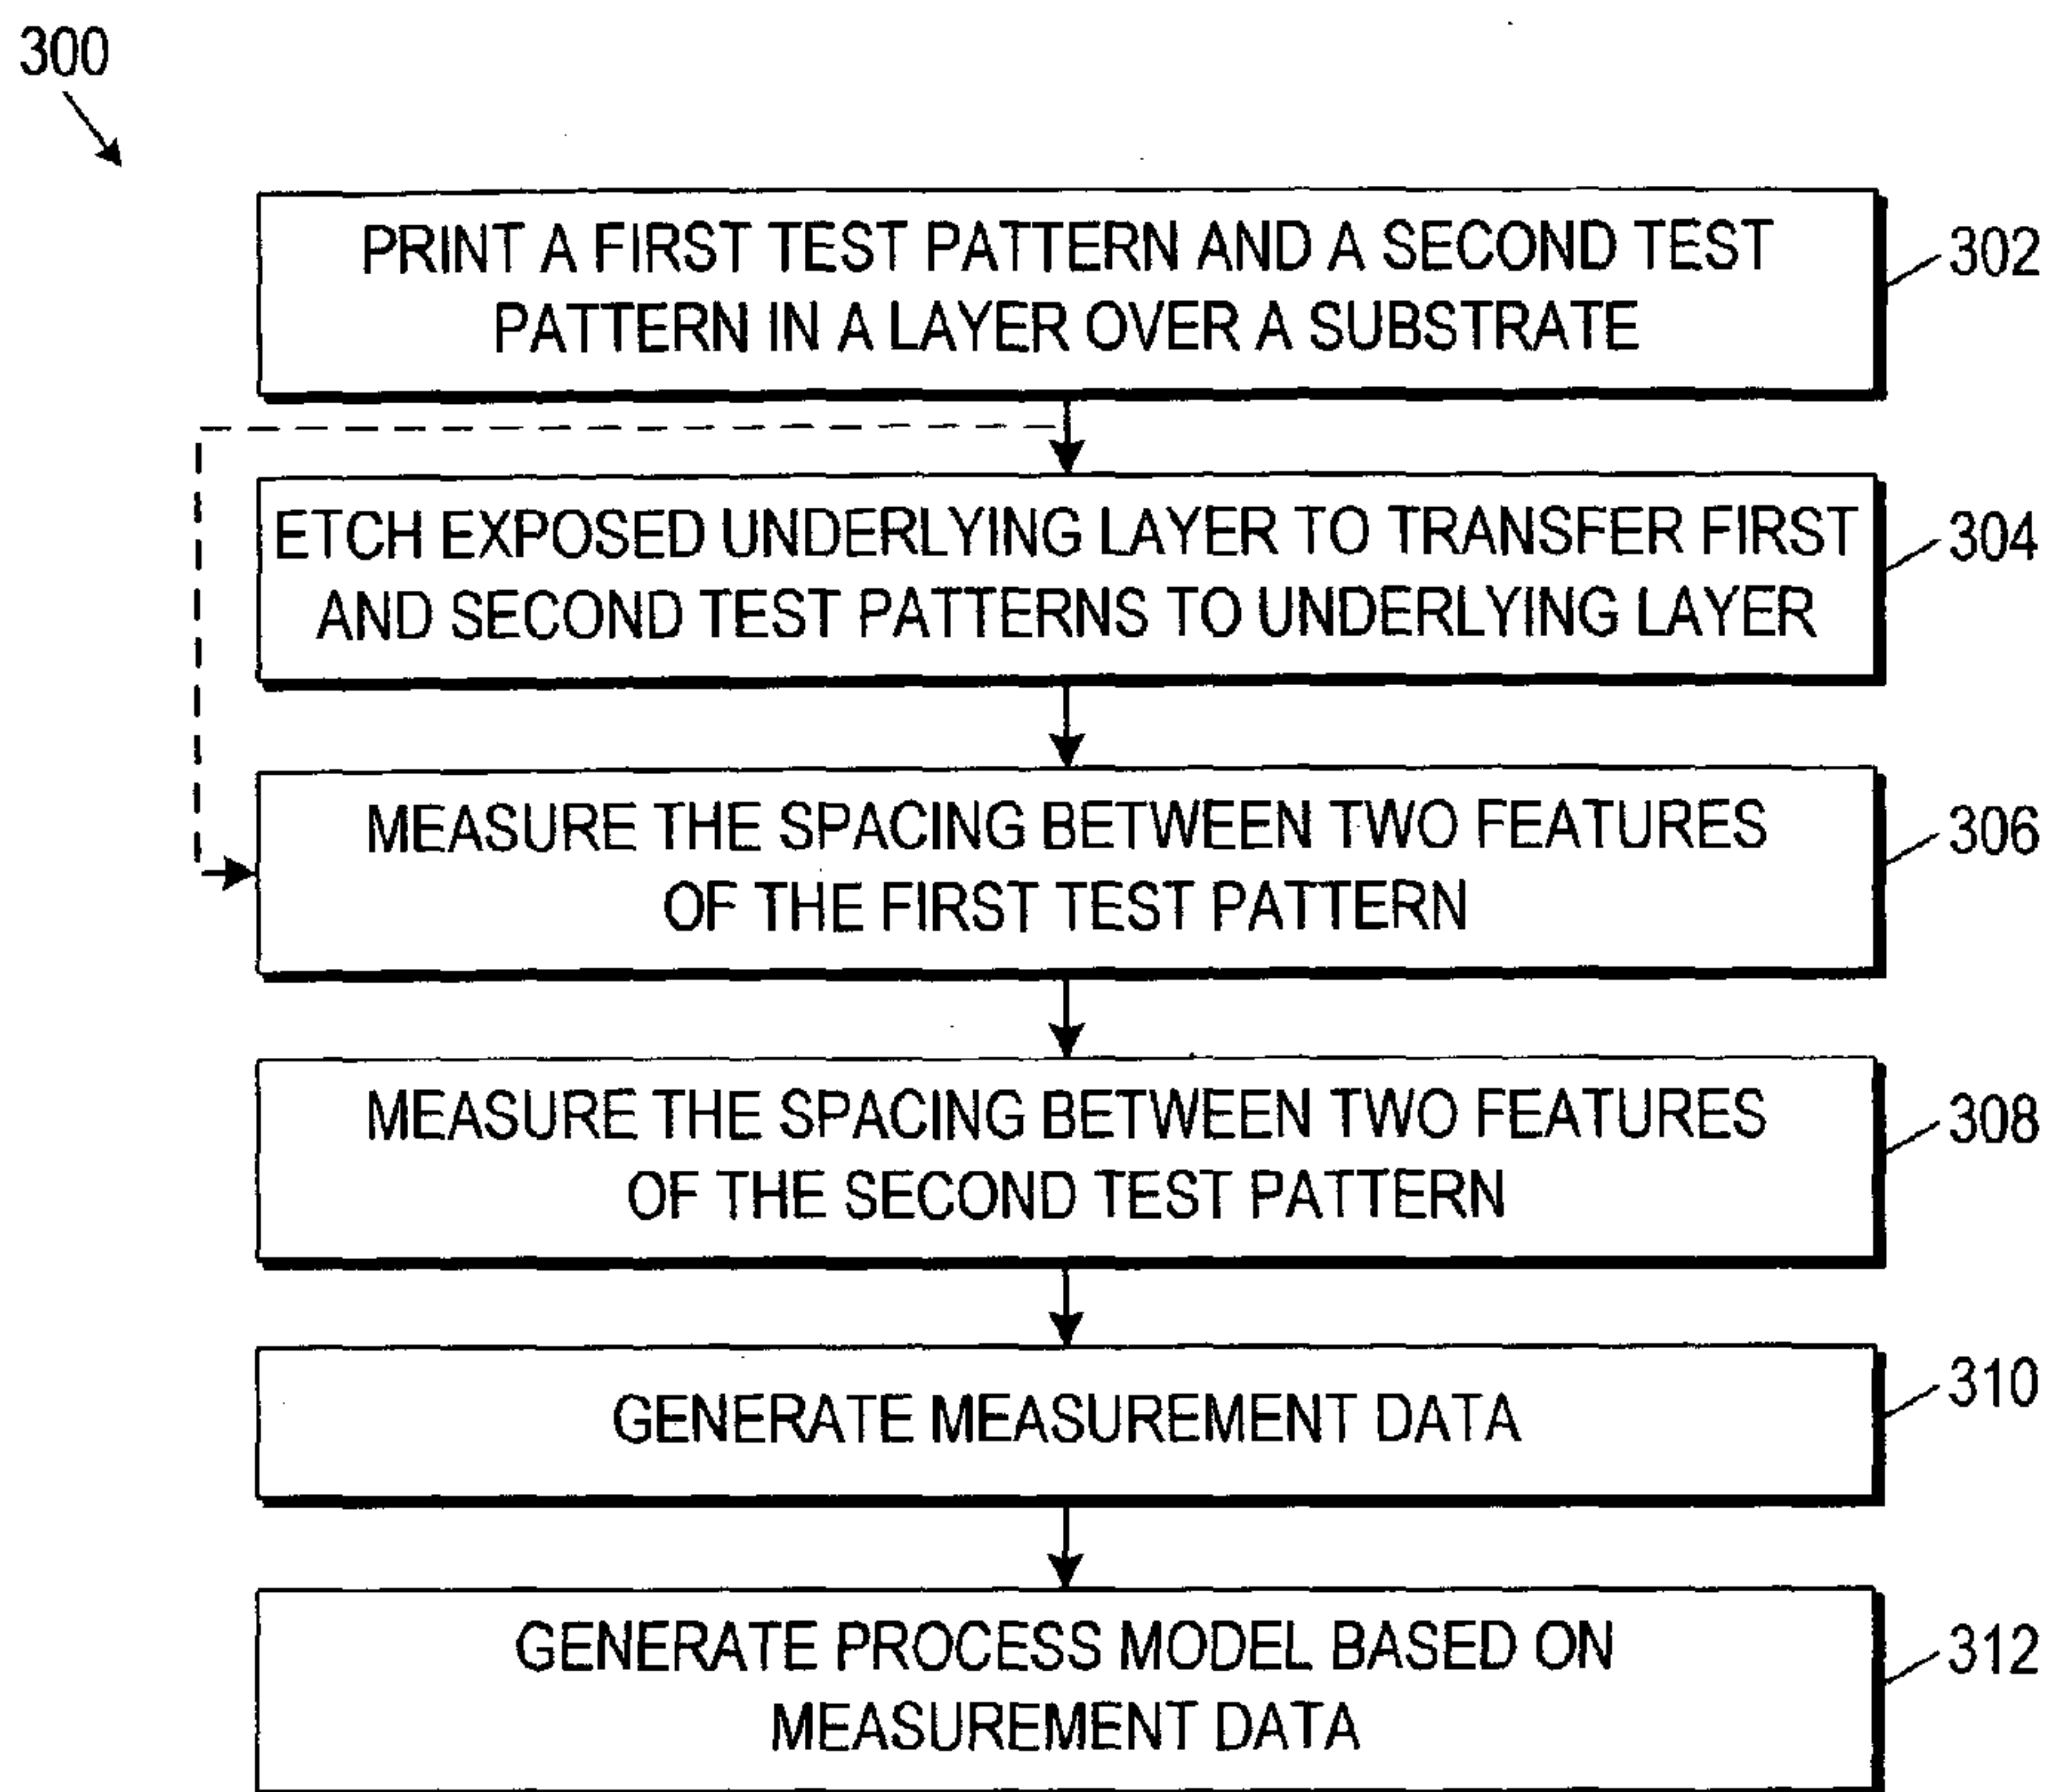 300
PRINT A FIRST TEST PATTERN AND A SECOND TEST
PATTERN IN A LAYER OVER A SUBSTRATE
302
ETCH EXPOSED UNDERLYING LAYER TO TRANSFER FIRST
AND SECOND TEST PATTERNS TO UNDERLYING LAYER
304
MEASURE THE SPACING BETWEEN TWO FEATURES
OF THE FIRST TEST PATTERN
306
MEASURE THE SPACING BETWEEN TWO FEATURES
OF THE SECOND TEST PATTERN
308
GENERATE MEASUREMENT DATA
310
GENERATE PROCESS MODEL BASED ON
MEASUREMENT DATA
312